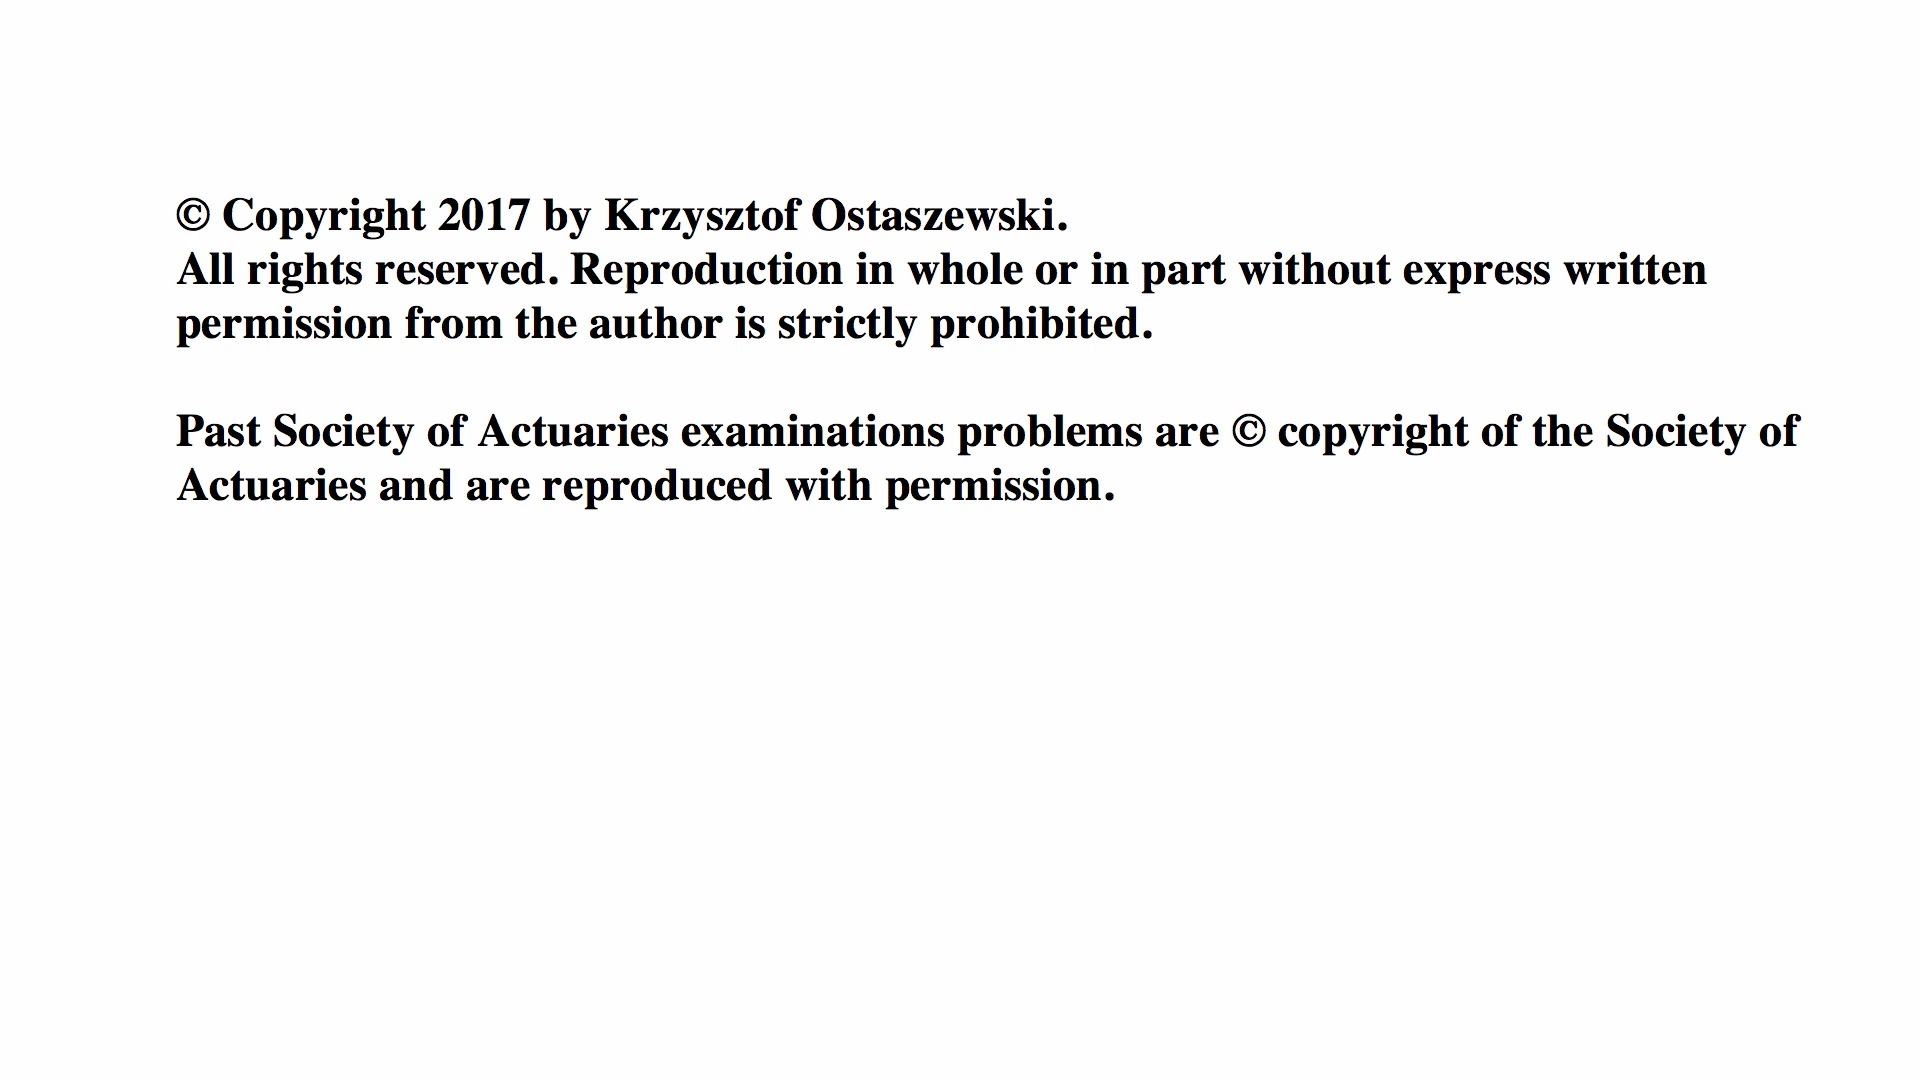 © Copyright 2017 by Krzysztof Ostaszewski.
All rights reserved. Reproduction in whole or in part without express written
permission from the author is strictly prohibited.
Past Society of Actuaries examinations problems are © copyright of the Society of
Actuaries and are reproduced with permission.